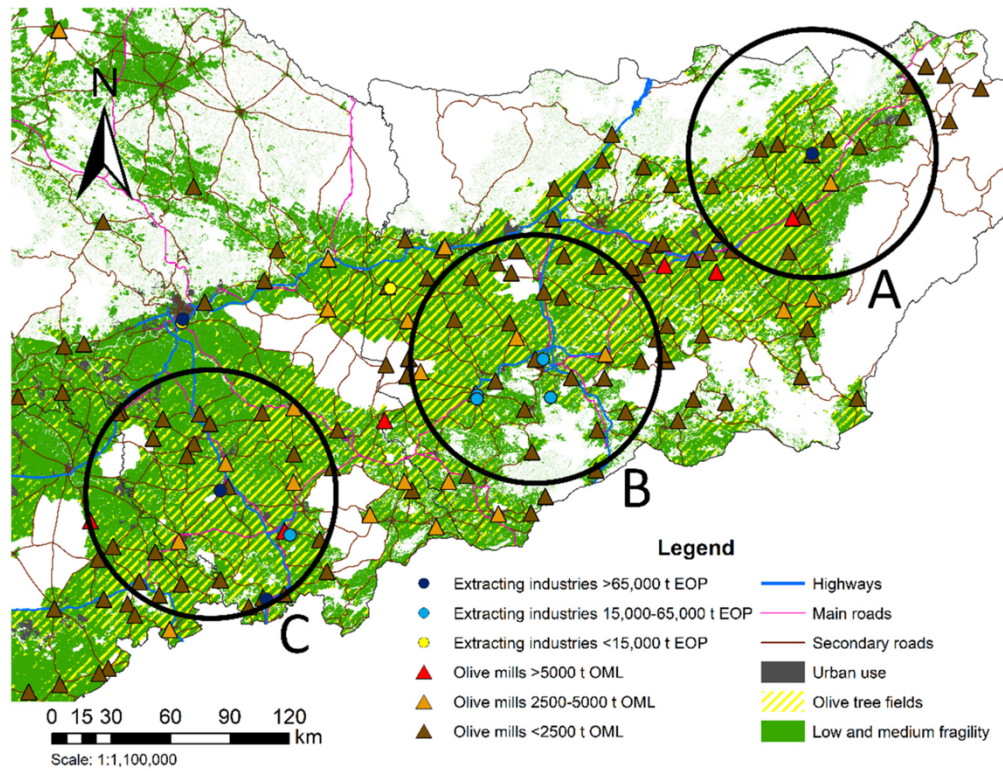 N
A
B
C
Legend
Extracting industries >65,000 t EOP
Extracting industries 15,000-65,000 t EOP
Extracting industries <15,000 t EOP
Olive mills >5000 t OML
Olive mills 2500-5000 t OML
Olive mills <2500 t OML
Highways
Main roads
Secondary roads
Urban use
Olive tree fields
Low and medium fragility
0 15 30 60 90 120
km
Scale: 1:1,100,000